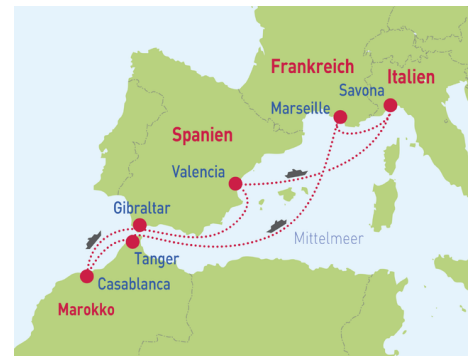 Frankreich
Italien
Savona
Marseille
Spanien
Valencia
Gibraltar
Mittelmeer
Tanger
Casablanca
Marokko